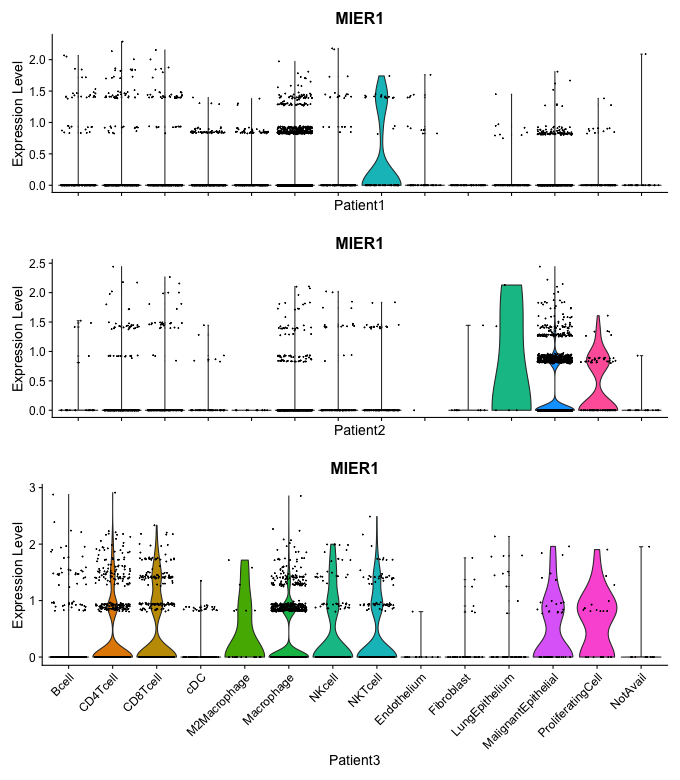 MIER1
Expression Level
2.0
1.5
1.0
0.5
0.0
Patient1
MIER1
Expression Level
2.5
2.0
1.5
1.0
0.5
0.0
Patient2
MIER1
Expression Level
3
2
1
0
Bcell
CD4Tcell
CD8Tcell
cDC
M2Macrophage
Macrophage
NKcell
NKTcell
Endothelium
Fibroblast
LungEpithelium
MalignantEpithelial
ProliferatingCell
NotAvail
Patient3